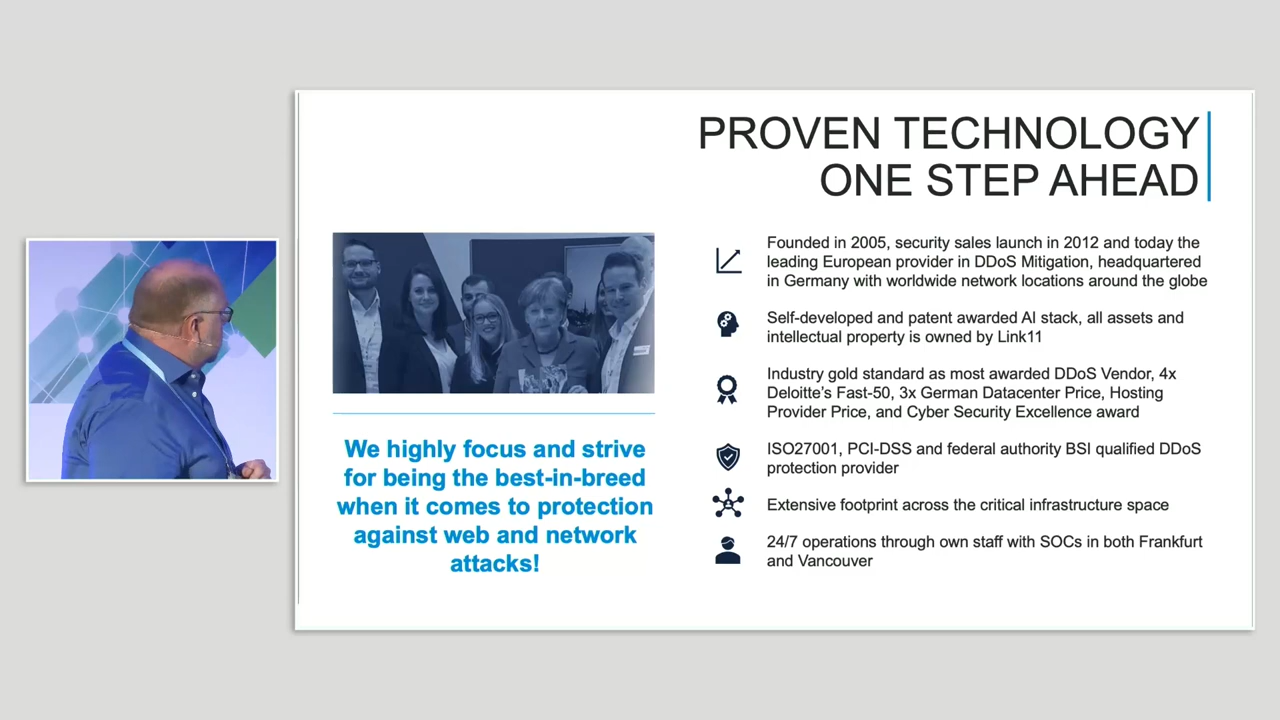 PROVEN TECHNOLOGY
ONE STEP AHEAD
We highly focus and strive
for being the best-in-breed
when it comes to protection
against web and network
attacks!
Founded in 2005, security sales launch in 2012 and today the
leading European provider in DDoS Mitigation, headquartered
in Germany with worldwide network locations around the globe
Self-developed and patent awarded AI stack, all assets and
intellectual property is owned by Link11
Industry gold standard as most awarded DDoS Vendor, 4x
Deloitte's Fast-50, 3x German Datacenter Price, Hosting
Provider Price, and Cyber Security Excellence award
ISO27001, PCI-DSS and federal authority BSI qualified DDoS
protection provider
Extensive footprint across the critical infrastructure space
24/7 operations through own staff with SOCs in both Frankfurt
and Vancouver